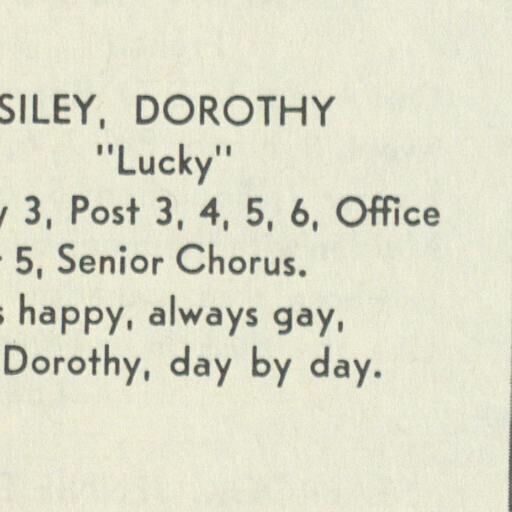 SILEY, DOROTHY
"Lucky"
3, Post 3, 4, 5, 6, Office
5, Senior Chorus.
happy, always gay,
Dorothy, day by day.